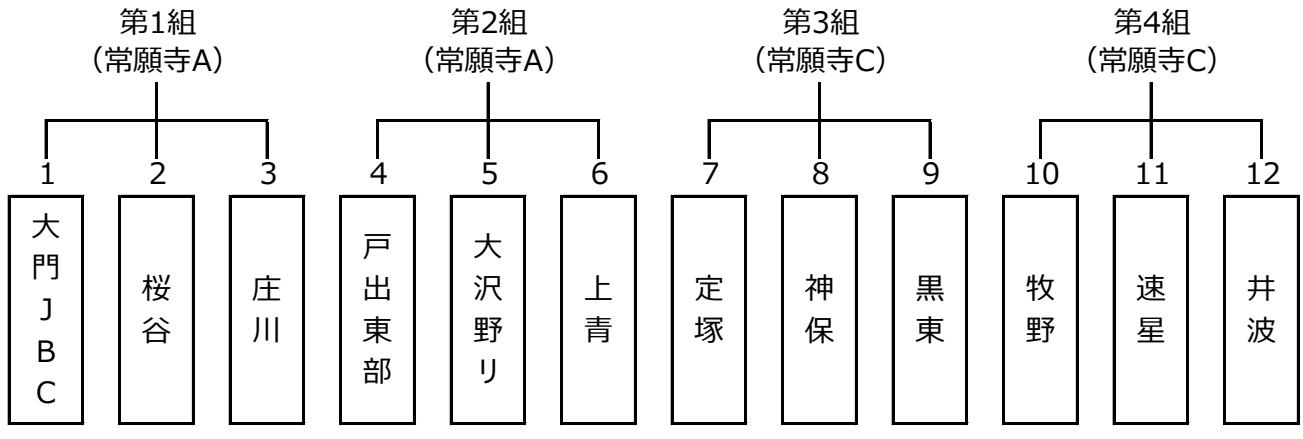 第1組
(常願寺A)
第2組
(常願寺A)
第3組
(常願寺C)
第4組
(常願寺C)
1
2
3
4
5
6
7
8
9
10
11
12
大門JBC
桜谷
庄川
戸出東部
大沢野リ
上青
定塚
神保
黒東
牧野
速星
井波